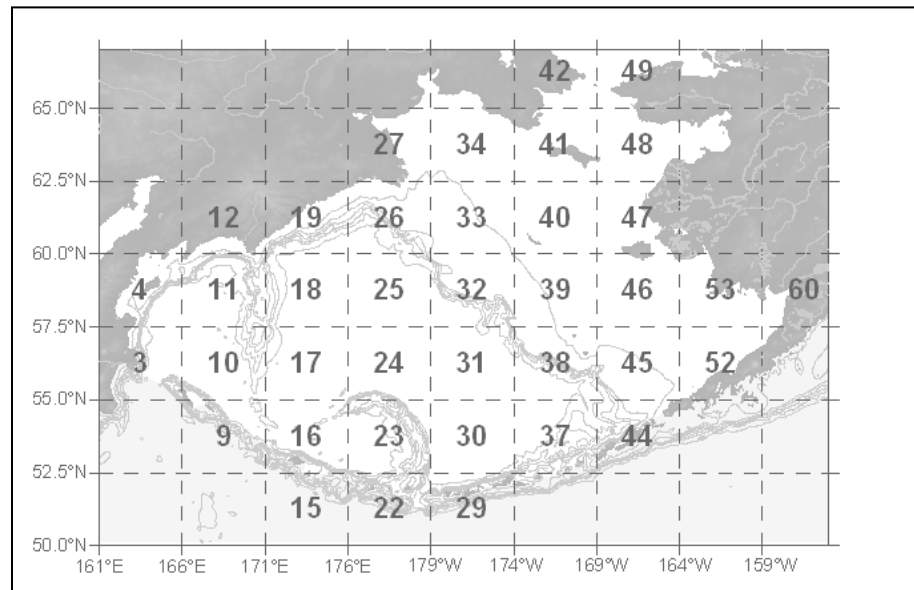 42 49
65.0°N
27 34 41 48
62.5°N
12 19 26 33 40 47
60.0°N
4 11 18 25 32 39 46 53 60
57.5°N
3 10 17 24 31 38 45 52
55.0°N
9 16 23 30 37 44
52.5°N
15 22 29
50.0°N
161°E 166°E 171°E 176°E 179°W 174°W 169°W 164°W 159°W